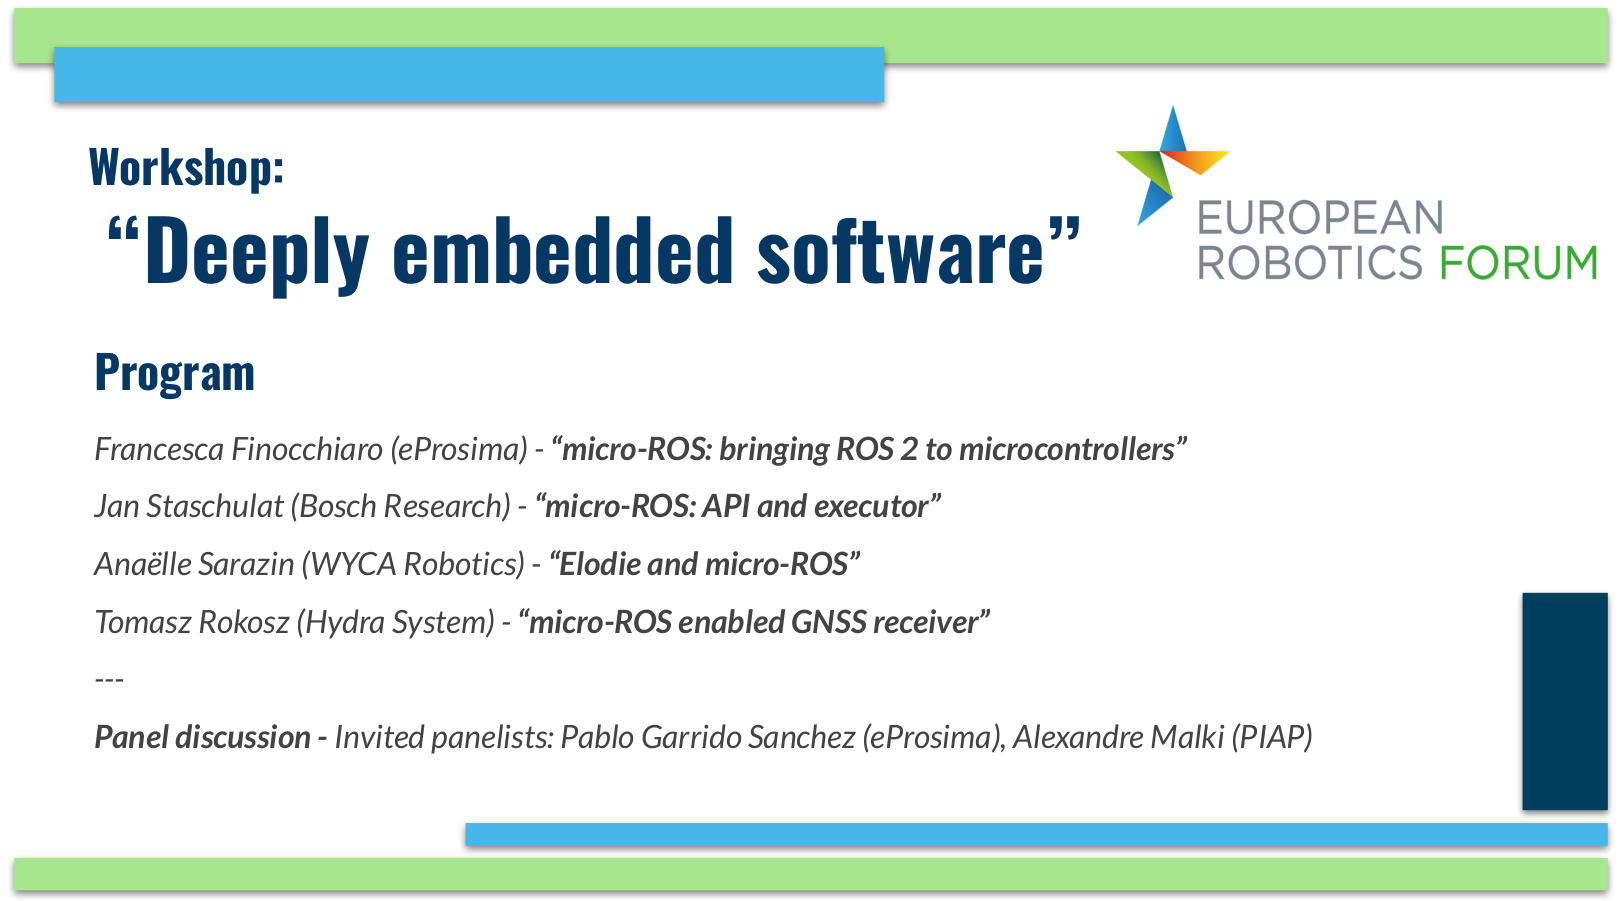 Workshop:
“Deeply embedded software”
EUROPEAN
ROBOTICS FORUM
Program
Francesca Finocchiaro (eProsima) - “micro-ROS: bringing ROS 2 to microcontrollers”
Jan Staschulat (Bosch Research) - “micro-ROS: API and executor”
Anaëlle Sarazin (WYCA Robotics) - “Elodie and micro-ROS”
Tomasz Rokosz (Hydra System) - “micro-ROS enabled GNSS receiver”
---
Panel discussion - Invited panelists: Pablo Garrido Sanchez (eProsima), Alexandre Malki (PIAP)